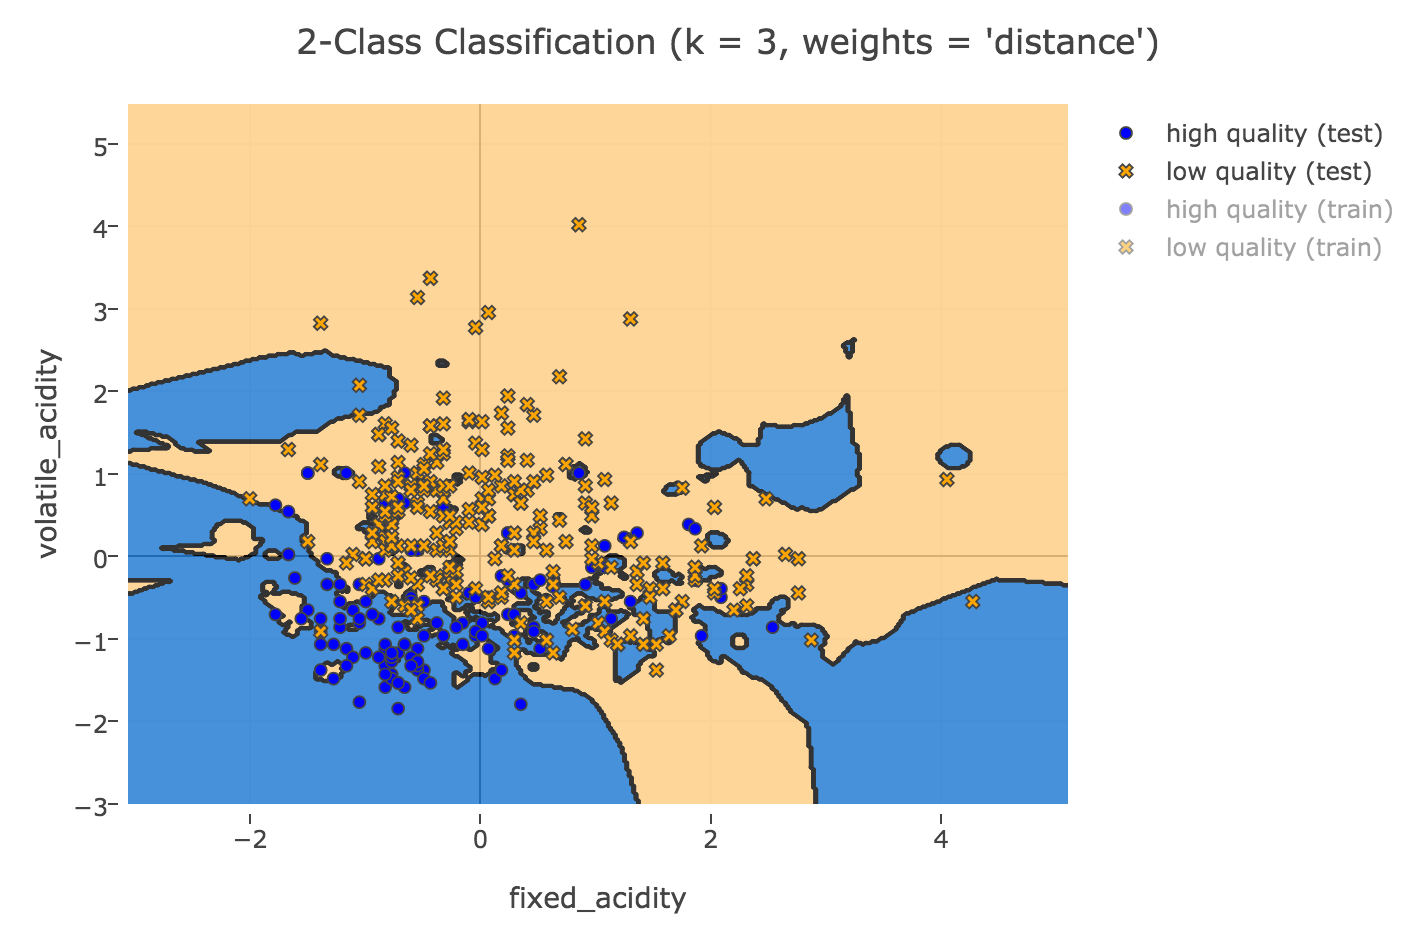 2-Class Classification (k = 3, weights = 'distance')
high quality (test)
low quality (test)
high quality (train)
low quality (train)
volatile_acidity
5
4
3
2
1
0
−1
−2
−3
−2
0
2
4
fixed_acidity